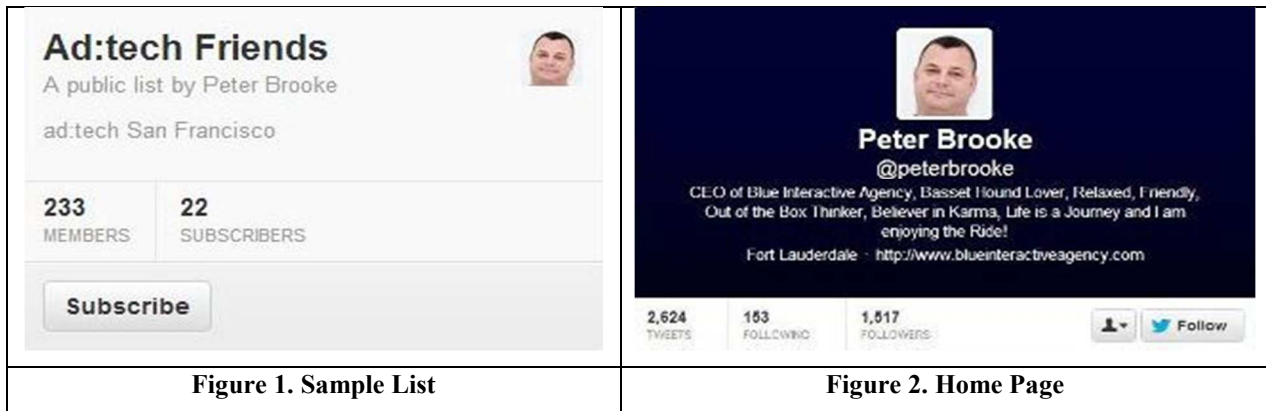 Ad:tech Friends
A public list by Peter Brooke
ad:tech San Francisco
233
MEMBERS
22
SUBSCRIBERS
Subscribe
Figure 1. Sample List
Peter Brooke
@peterbrooke
CEO of Blue Interactive Agency, Basset Hound Lover, Relaxed, Friendly,
Out of the Box Thinker, Believer in Karma, Life is a Journey and I am
enjoying the Ride!
Fort Lauderdale · http://www.blueinteractiveagency.com
2,624
TWEETS
153
FOLLOWING
1,517
FOLLOWERS
Follow
Figure 2. Home Page